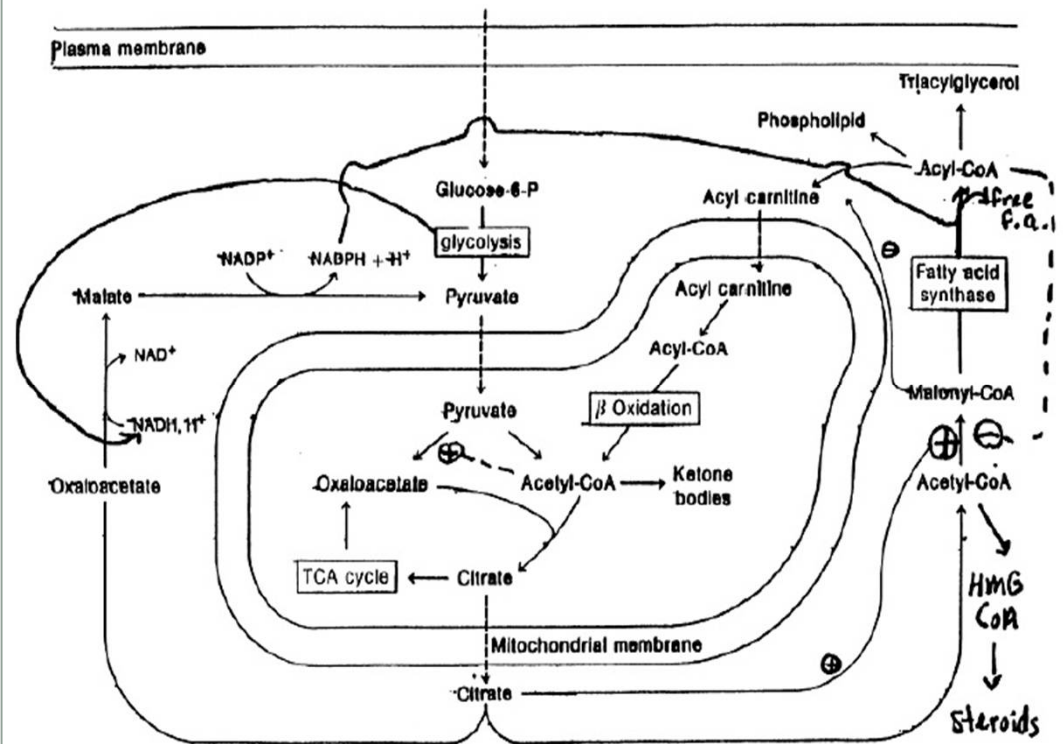 Plasma membrane
Triacylglycerol
Phospholipid
Acyl-CoA
free
f.a.
Glucose-6-P
Acyl carnitine
glycolysis
⊖
NADP⁺
NADPH + H⁺
Fatty acid
synthase
Malate
Pyruvate
Acyl carnitine
Acyl-CoA
NAD⁺
Malonyl-CoA
Pyruvate
β Oxidation
NADH, H⁺
⊕
⊖
⊕
Oxaloacetate
Oxaloacetate
Acetyl-CoA
Ketone
bodies
Acetyl-CoA
TCA cycle
Citrate
HMG
CoA
Mitochondrial membrane
⊕
Citrate
Steroids